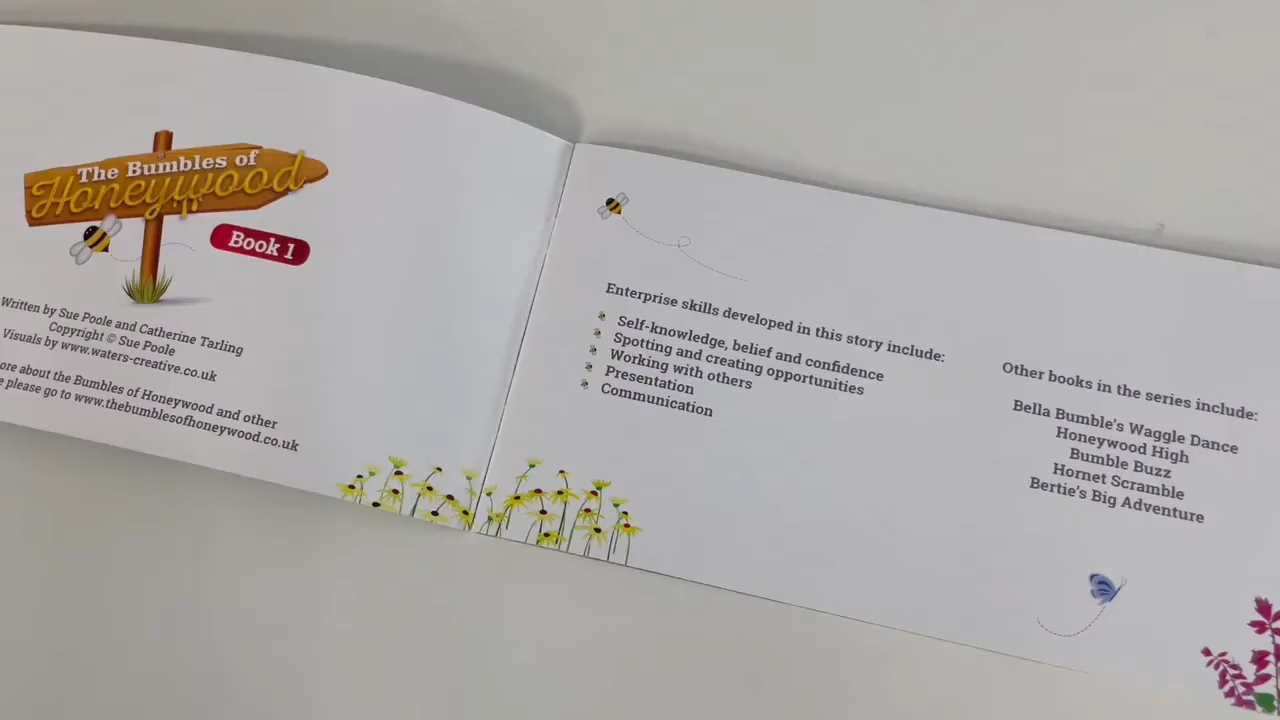 The Bumbles of
Honeywood
Book 1
Written by Sue Poole and Catherine Tarling
Copyright © Sue Poole
Visuals by www.waters-creative.co.uk
about the Bumbles of Honeywood and other
please go to www.thebumblesofhoneywood.co.uk
Enterprise skills developed in this story include:
Self-knowledge, belief and confidence
Spotting and creating opportunities
Working with others
Presentation
Communication
Other books in the series include:
Bella Bumble's Waggle Dance
Honeywood High
Bumble Buzz
Hornet Scramble
Bertie's Big Adventure